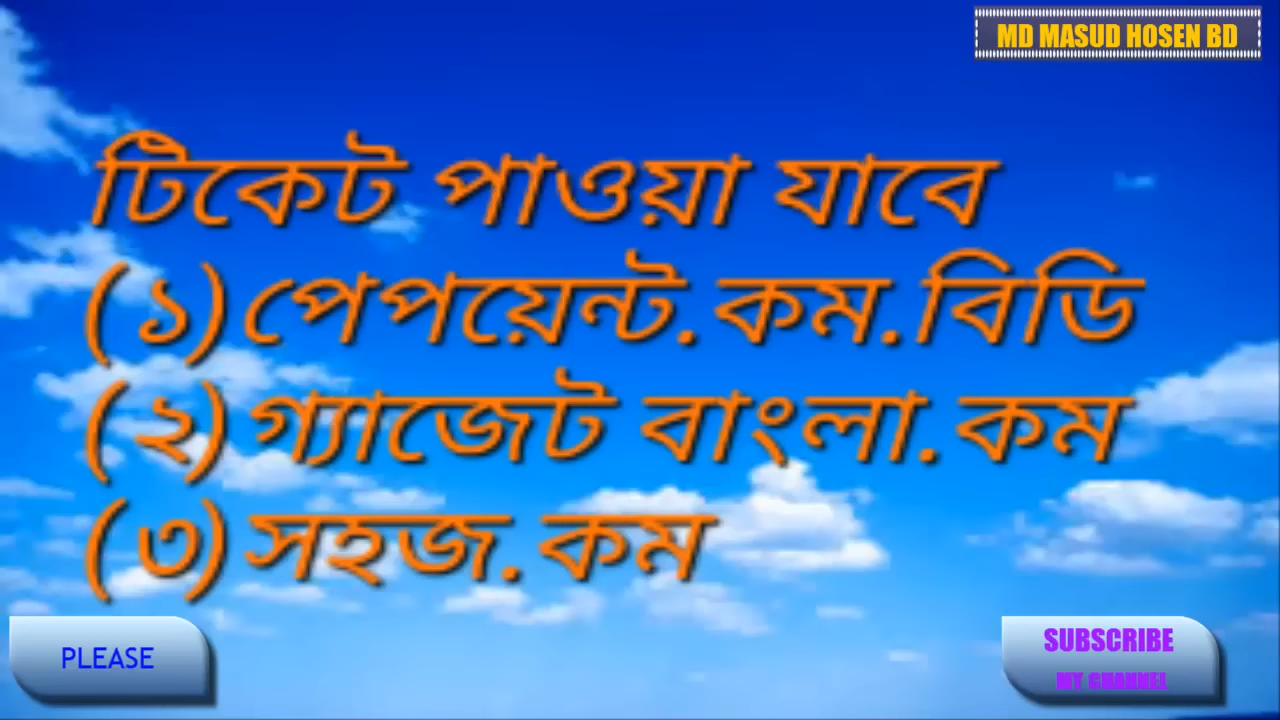 MD MASUD HOSEN BD
টিকেট পাওয়া যাবে
(১)পেপয়েন্ট.কম.বিডি
(২)গ্যাজেট বাংলা.কম
(৩)সহজ.কম
PLEASE
SUBSCRIBE
MY CHANNEL